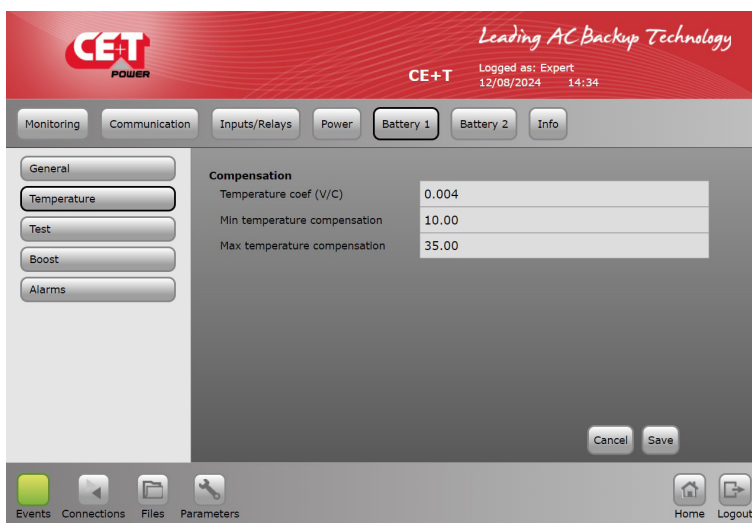 CE+T
POWER
Leading AC Backup Technology
CE+T
Logged as: Expert
12/08/2024 14:34
Monitoring Communication Inputs/Relays Power Battery 1 Battery 2 Info
General
Temperature
Test
Boost
Alarms
Compensation
Temperature coef (V/C) 0.004
Min temperature compensation 10.00
Max temperature compensation 35.00
Cancel Save
Events Connections Files Parameters Home Logout